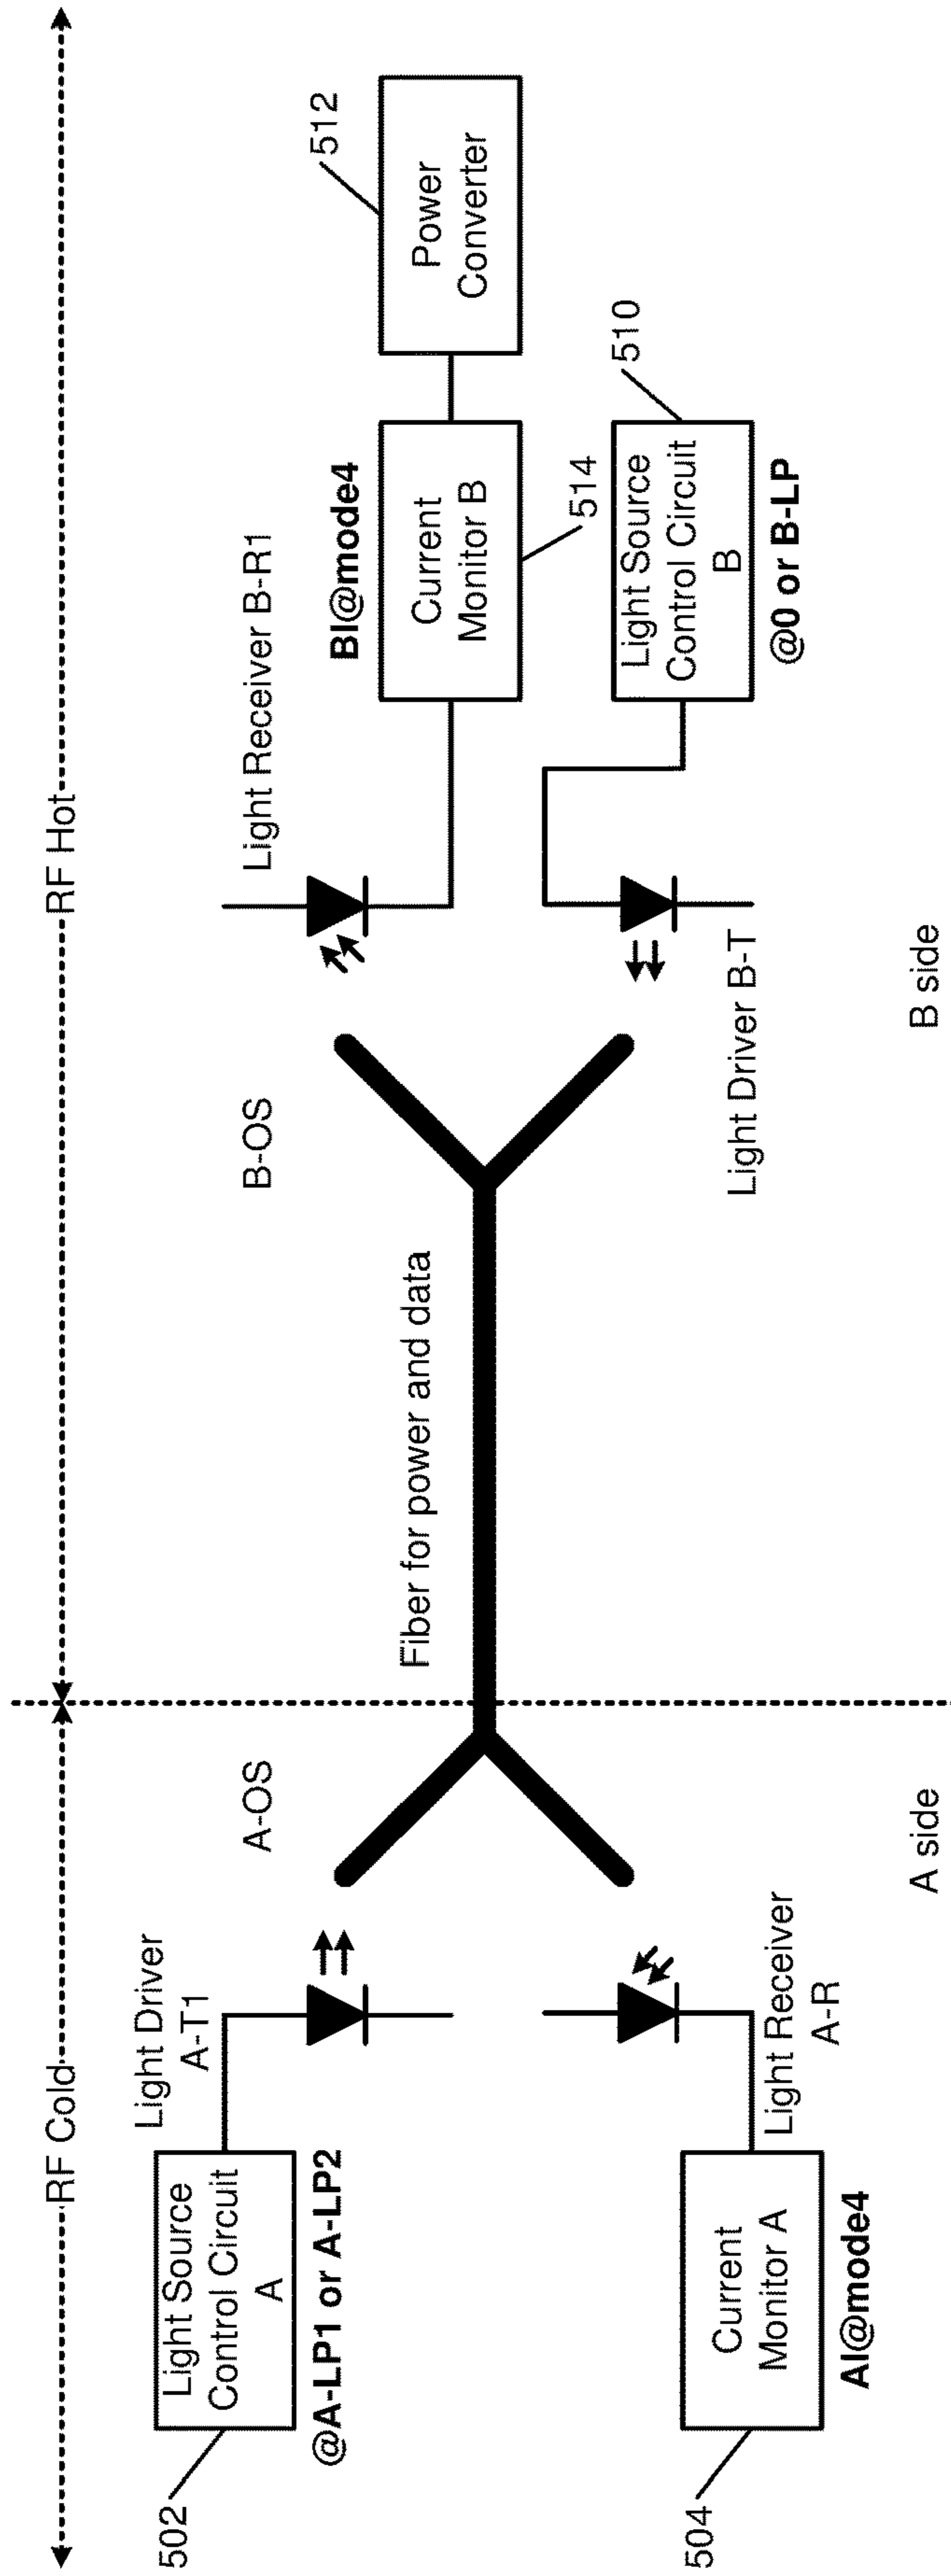 RF Cold
RF Hot
Light Source
Control Circuit
A
502
@A-LP1 or A-LP2
Light Driver
A-T1
A-OS
Fiber for power and data
B-OS
Light Receiver B-R1
BI@mode4
Current
Monitor B
514
Power
Converter
512
Current
Monitor A
504
AI@mode4
Light Receiver
A-R
Light Driver B-T
Light Source
Control Circuit
B
510
@0 or B-LP
A side
B side